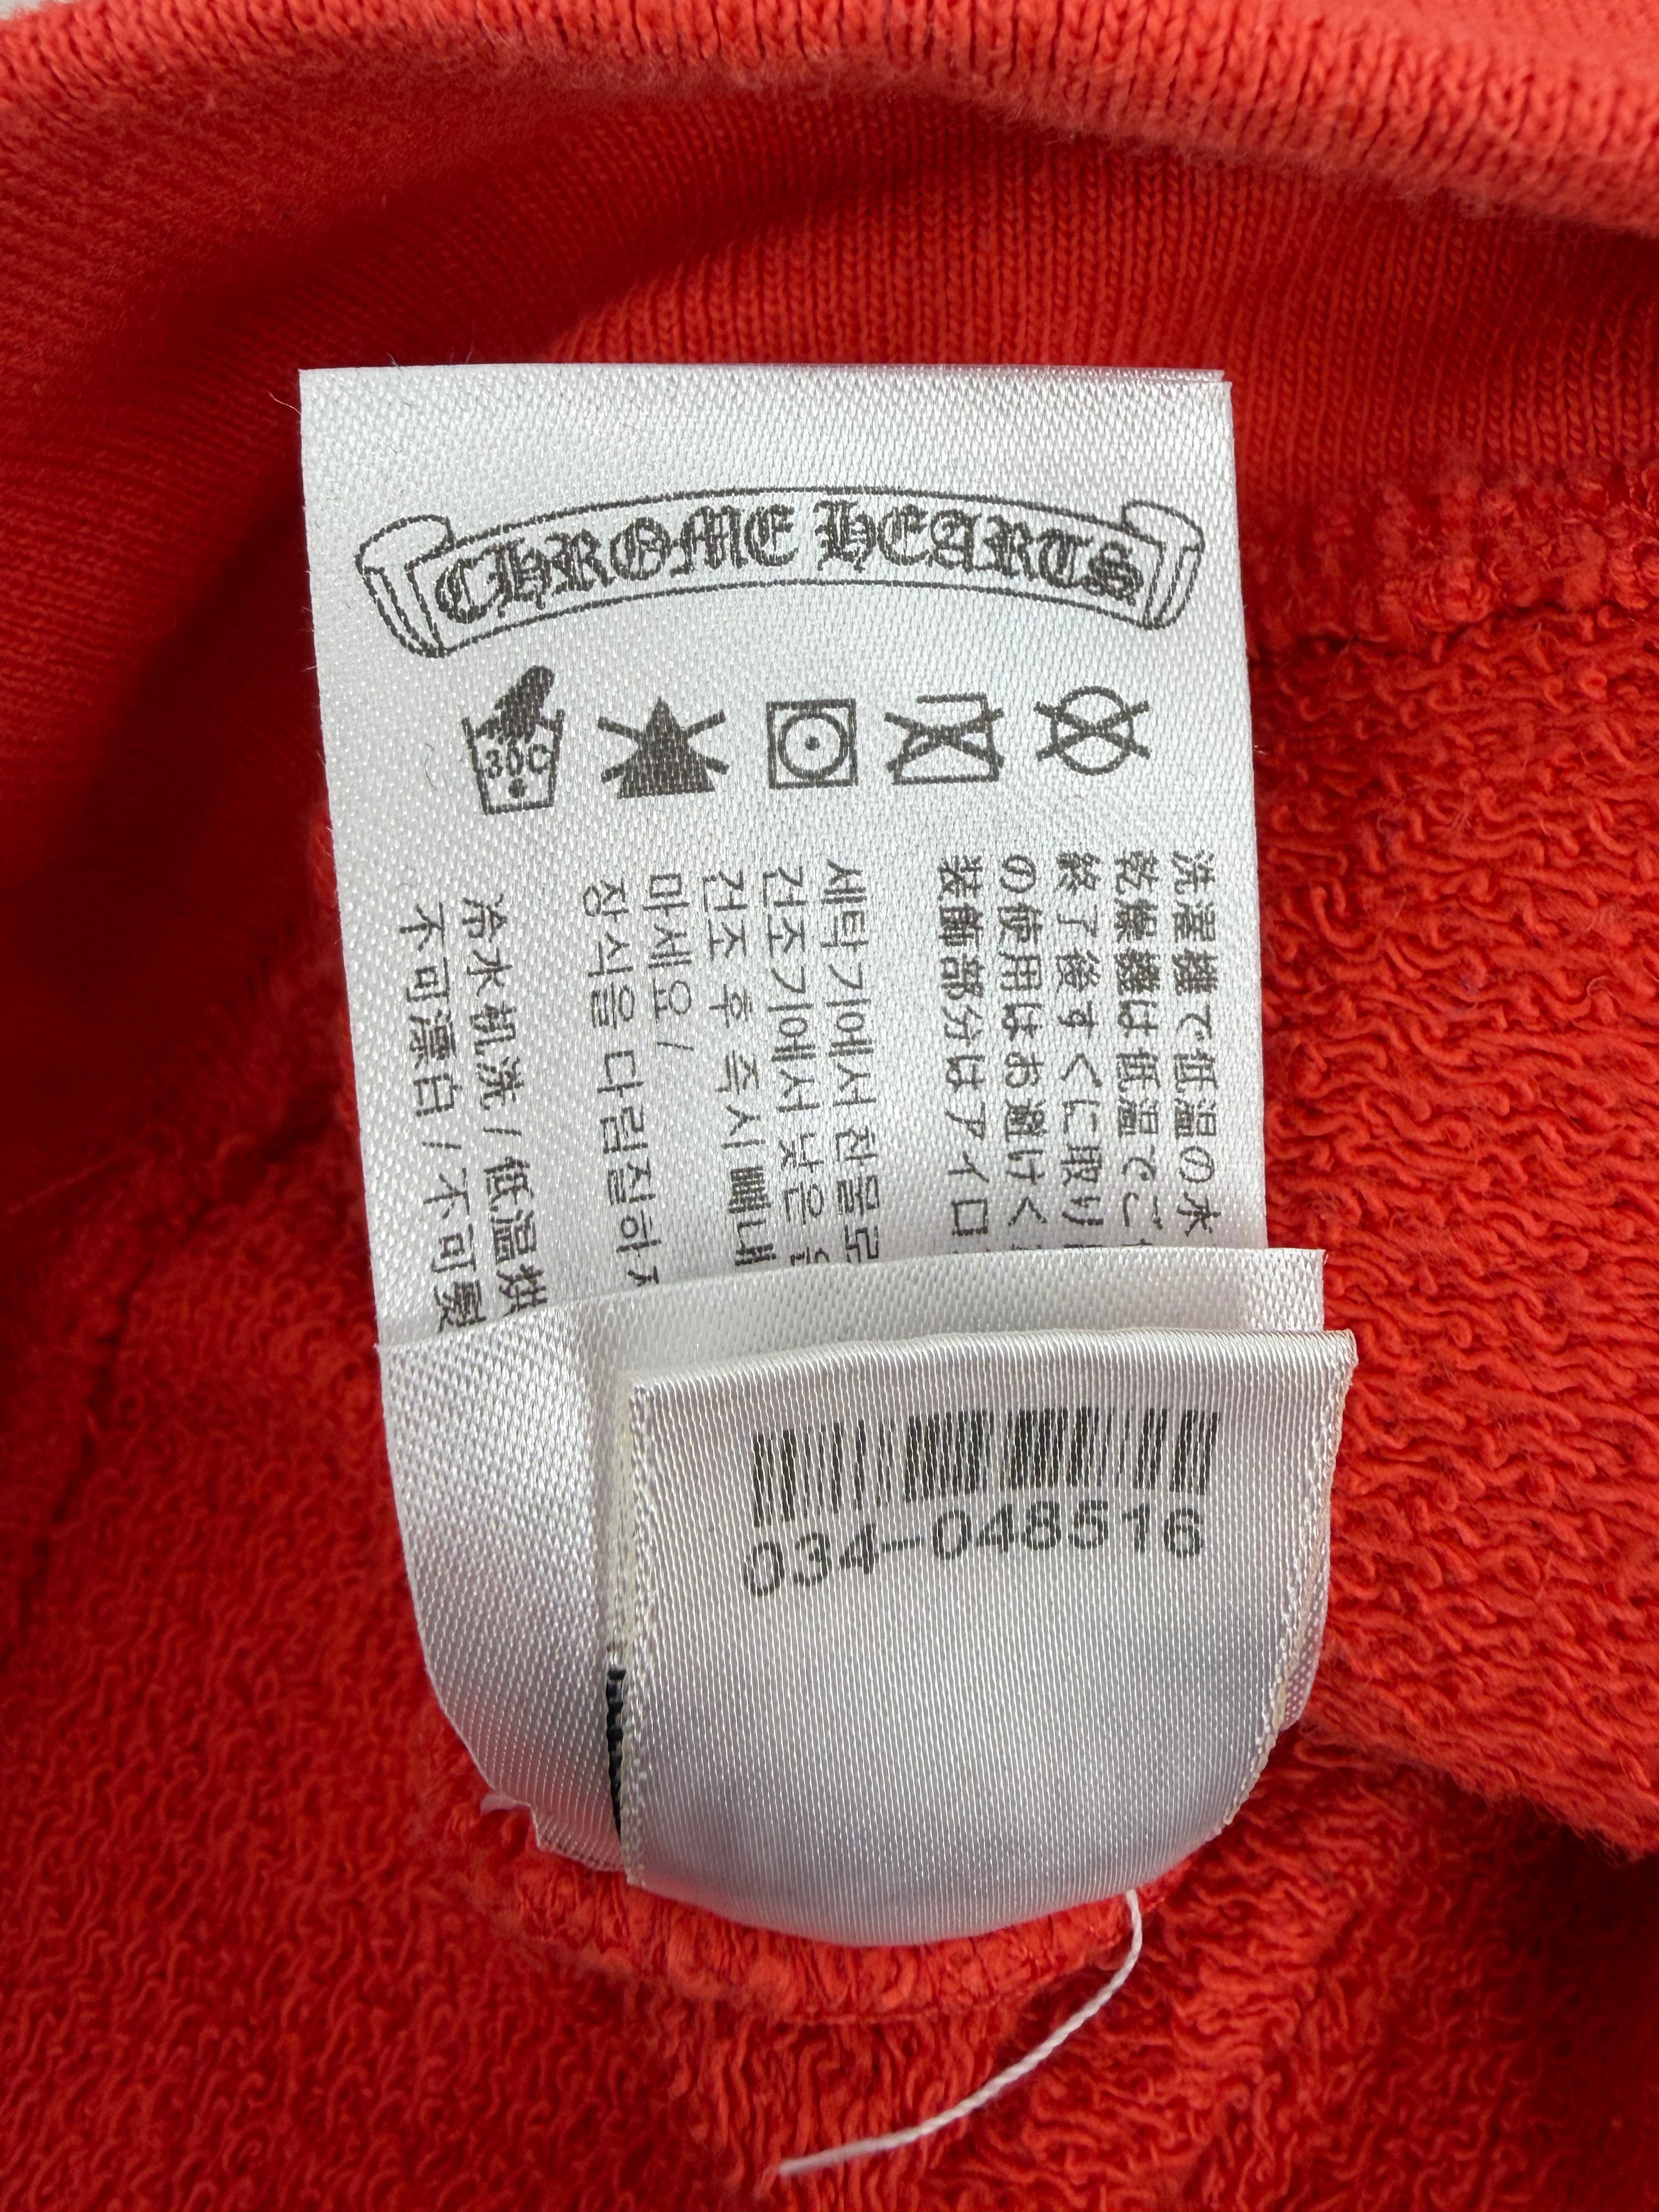 CHROME HEARTS
30C
洗濯機で低温の水
乾燥機は低温でご
終了後すぐに取り
の使用はお避けく
装飾部分はアイロ
세탁기에서 찬물로
건조기에서 낮은
건조 후 즉시 빼내
마세요 /
장식을 다림질하
冷水机洗 / 低温烘
不可漂白 / 不可熨
034-048516